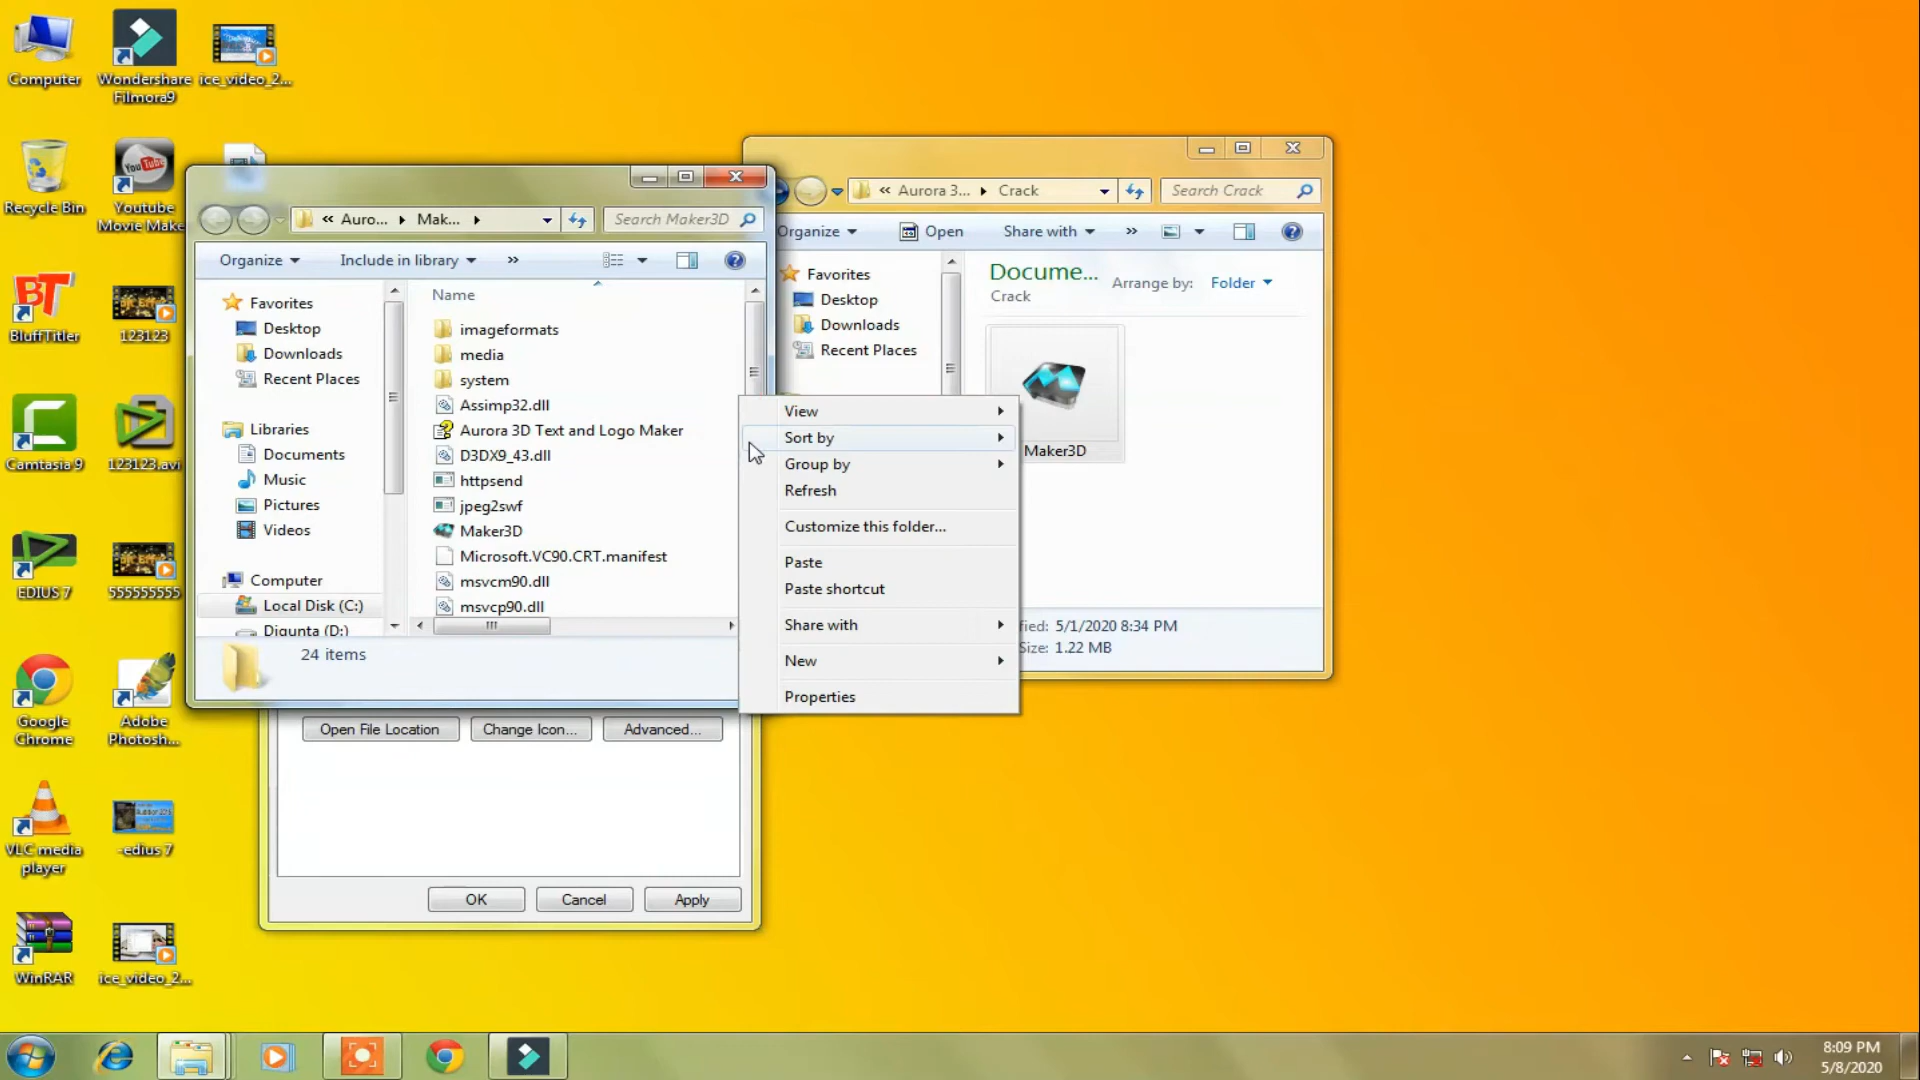 Computer
Wondershare
Filmora9
ice_video_2...
Recycle Bin
Youtube
Movie Make
BluffTitler
123123
Camtasia 9
123123.avi
EDIUS 7
555555555
Google
Chrome
Adobe
Photosh...
VLC media
player
-edius 7
WinRAR
ice_video_2...
« Auro... Mak...
Search Maker3D
Organize
Include in library
»
Favorites
Desktop
Downloads
Recent Places
Libraries
Documents
Music
Pictures
Videos
Computer
Local Disk (C:)
Digunta (D:)
Name
imageformats
media
system
Assimp32.dll
Aurora 3D Text and Logo Maker
D3DX9_43.dll
httpsend
jpeg2swf
Maker3D
Microsoft.VC90.CRT.manifest
msvcm90.dll
msvcp90.dll
24 items
« Aurora 3... Crack
Search Crack
Organize
Open
Share with
»
Favorites
Desktop
Downloads
Recent Places
Docume...
Crack
Arrange by:
Folder
Maker3D
fied: 5/1/2020 8:34 PM
Size: 1.22 MB
View
Sort by
Group by
Refresh
Customize this folder...
Paste
Paste shortcut
Share with
New
Properties
Open File Location
Change Icon...
Advanced...
OK
Cancel
Apply
8:09 PM
5/8/2020